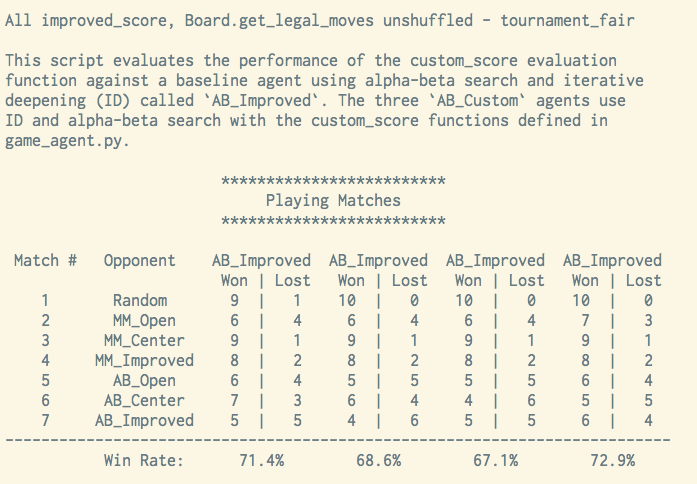 All improved_score, Board.get_legal_moves unshuffled - tournament_fair
This script evaluates the performance of the custom_score evaluation
function against a baseline agent using alpha-beta search and iterative
deepening (ID) called `AB_Improved`. The three `AB_Custom` agents use
ID and alpha-beta search with the custom_score functions defined in
game_agent.py.
*************************
Playing Matches
*************************
Match # Opponent AB_Improved AB_Improved AB_Improved AB_Improved
Won | Lost Won | Lost Won | Lost Won | Lost
1 Random 9 | 1 10 | 0 10 | 0 10 | 0
2 MM_Open 6 | 4 6 | 4 6 | 4 7 | 3
3 MM_Center 9 | 1 9 | 1 9 | 1 9 | 1
4 MM_Improved 8 | 2 8 | 2 8 | 2 8 | 2
5 AB_Open 6 | 4 5 | 5 5 | 5 6 | 4
6 AB_Center 7 | 3 6 | 4 4 | 6 5 | 5
7 AB_Improved 5 | 5 4 | 6 5 | 5 6 | 4
--------------------------------------------------------------------------
Win Rate: 71.4% 68.6% 67.1% 72.9%